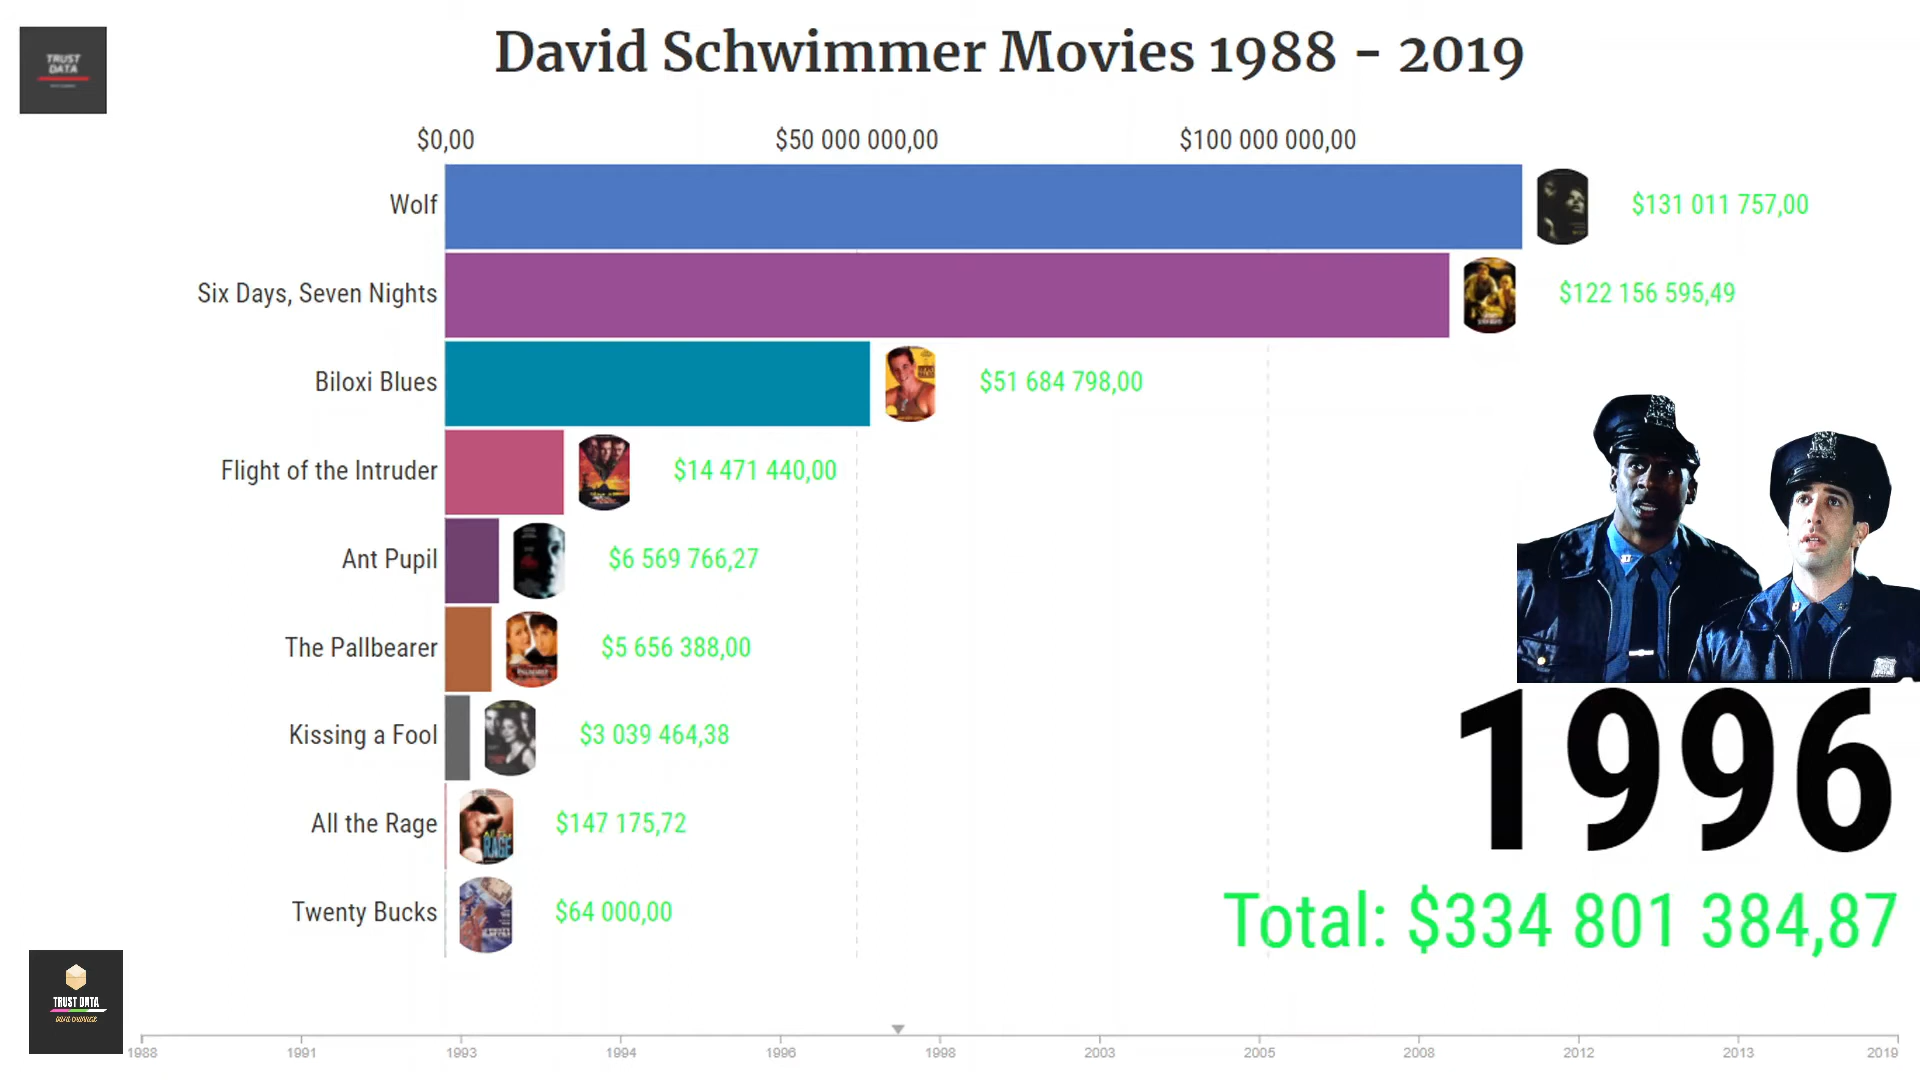 TRUST
DATA
David Schwimmer Movies 1988 - 2019
$0,00 $50 000 000,00 $100 000 000,00
Wolf $131 011 757,00
Six Days, Seven Nights $122 156 595,49
Biloxi Blues $51 684 798,00
Flight of the Intruder $14 471 440,00
Ant Pupil $6 569 766,27
The Pallbearer $5 656 388,00
Kissing a Fool $3 039 464,38
All the Rage $147 175,72
RAGE
Twenty Bucks $64 000,00
1996
Total: $334 801 384,87
TRUST DATA
1988 1991 1993 1994 1996 1998 2003 2005 2008 2012 2013 2019